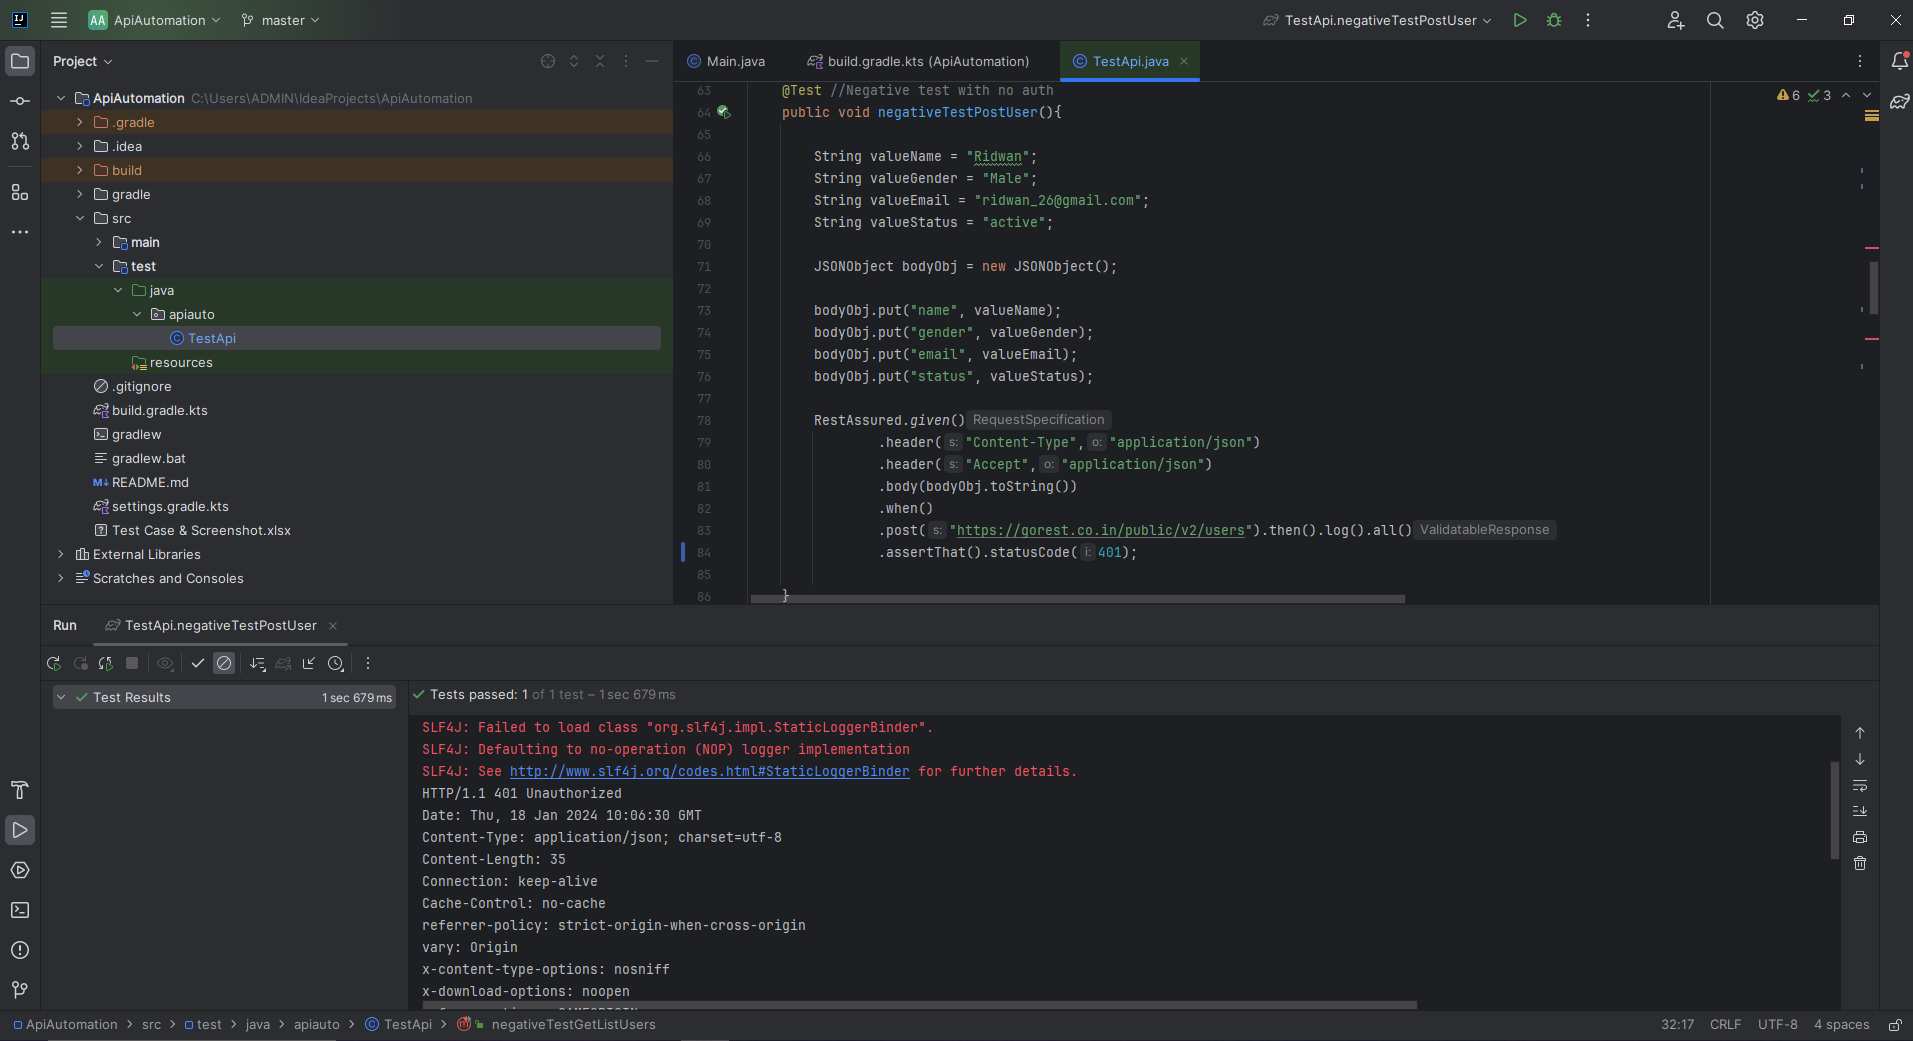 AA ApiAutomation master TestApi.negativeTestPostUser
Project
ApiAutomation C:\Users\ADMIN\IdeaProjects\ApiAutomation
.gradle
.idea
build
gradle
src
main
test
java
apiauto
TestApi
resources
.gitignore
build.gradle.kts
gradlew
gradlew.bat
M↓ README.md
settings.gradle.kts
Test Case & Screenshot.xlsx
External Libraries
Scratches and Consoles
Main.java build.gradle.kts (ApiAutomation) TestApi.java
6 3
63 @Test //Negative test with no auth
64 public void negativeTestPostUser(){
65
66 String valueName = "Ridwan";
67 String valueGender = "Male";
68 String valueEmail = "ridwan_26@gmail.com";
69 String valueStatus = "active";
70
71 JSONObject bodyObj = new JSONObject();
72
73 bodyObj.put("name", valueName);
74 bodyObj.put("gender", valueGender);
75 bodyObj.put("email", valueEmail);
76 bodyObj.put("status", valueStatus);
77
78 RestAssured.given() RequestSpecification
79 .header( s: "Content-Type", o: "application/json")
80 .header( s: "Accept", o: "application/json")
81 .body(bodyObj.toString())
82 .when()
83 .post( s: "https://gorest.co.in/public/v2/users").then().log().all() ValidatableResponse
84 .assertThat().statusCode( i: 401);
85
86 }
Run TestApi.negativeTestPostUser
Test Results 1 sec 679 ms
Tests passed: 1 of 1 test – 1 sec 679 ms
SLF4J: Failed to load class "org.slf4j.impl.StaticLoggerBinder".
SLF4J: Defaulting to no-operation (NOP) logger implementation
SLF4J: See http://www.slf4j.org/codes.html#StaticLoggerBinder for further details.
HTTP/1.1 401 Unauthorized
Date: Thu, 18 Jan 2024 10:06:30 GMT
Content-Type: application/json; charset=utf-8
Content-Length: 35
Connection: keep-alive
Cache-Control: no-cache
referrer-policy: strict-origin-when-cross-origin
vary: Origin
x-content-type-options: nosniff
x-download-options: noopen
ApiAutomation > src > test > java > apiauto > TestApi > negativeTestGetListUsers
32:17 CRLF UTF-8 4 spaces